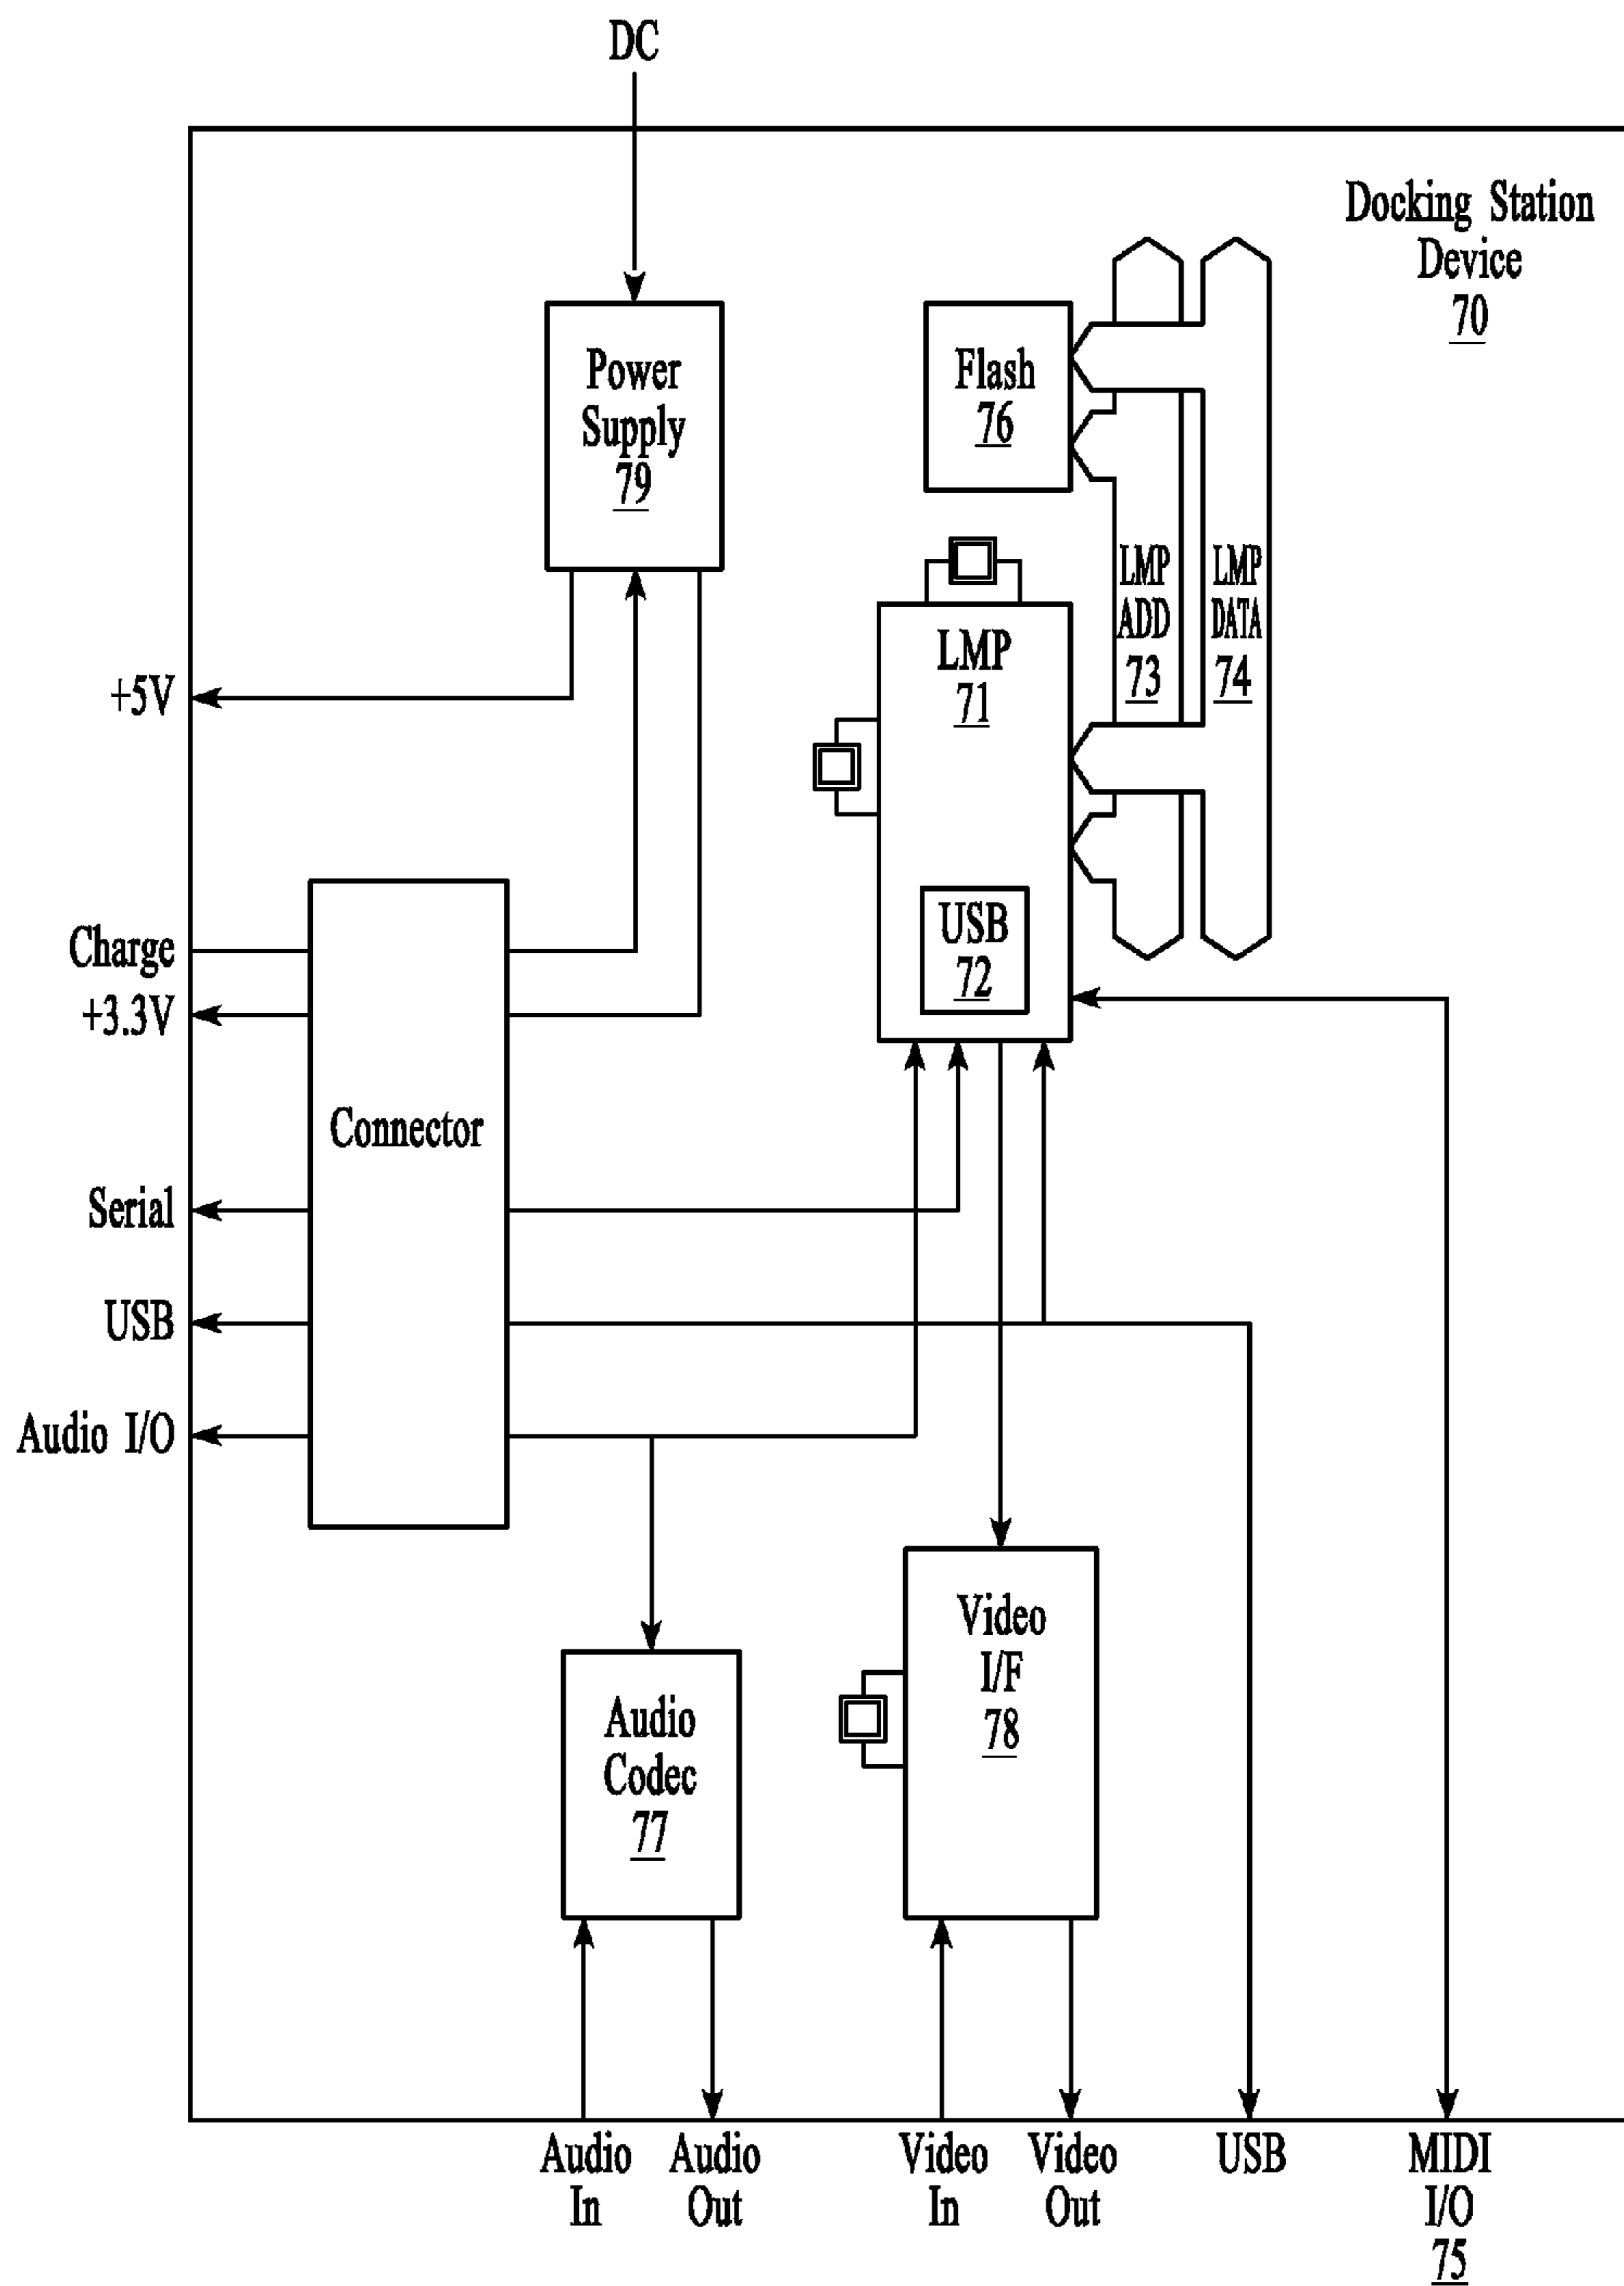 DC
Docking Station
Device
70
Power
Supply
79
Flash
76
LMP
ADD
73
LMP
DATA
74
LMP
71
+5V
USB
72
Charge
+3.3V
Connector
Serial
USB
Audio I/O
Video
I/F
78
Audio
Codec
77
Audio
In
Audio
Out
Video
In
Video
Out
USB
MIDI
I/O
75